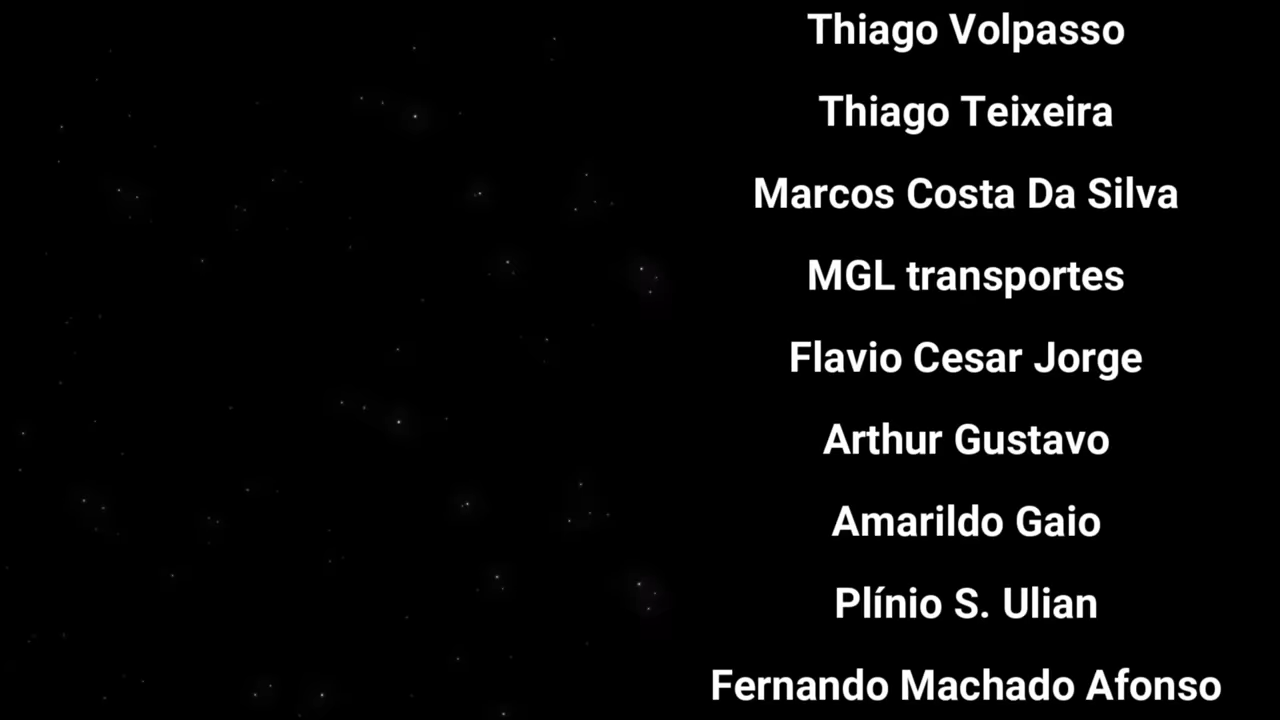 Thiago Volpasso
Thiago Teixeira
Marcos Costa Da Silva
MGL transportes
Flavio Cesar Jorge
Arthur Gustavo
Amarildo Gaio
Plínio S. Ulian
Fernando Machado Afonso